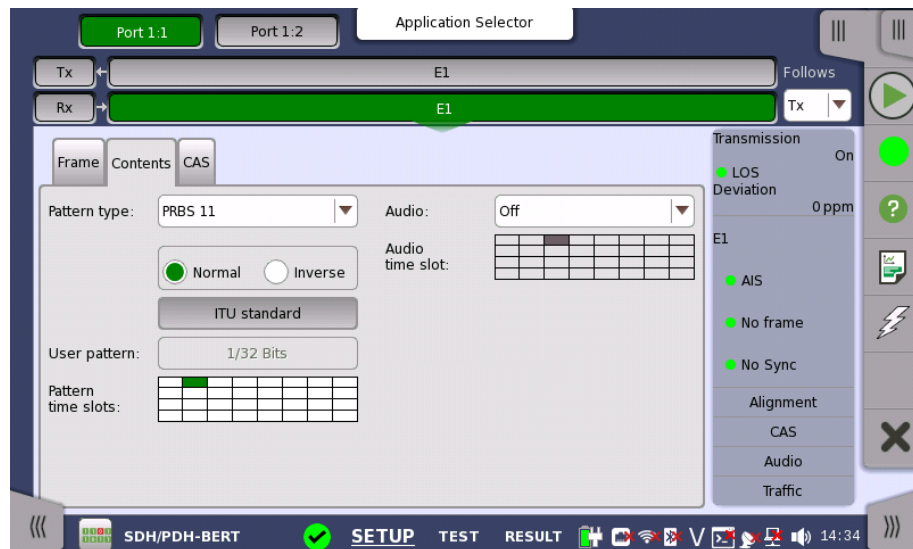 Port 1:1
Port 1:2
Application Selector
Tx
E1
Follows
Rx
E1
Tx
Frame
Contents
CAS
Pattern type:
PRBS 11
Audio:
Off
Normal
Inverse
Audio
time slot:
ITU standard
User pattern:
1/32 Bits
Pattern
time slots:
Transmission
On
LOS
Deviation
0 ppm
E1
AIS
No frame
No Sync
Alignment
CAS
Audio
Traffic
SDH/PDH-BERT
SETUP
TEST
RESULT
V
14:34